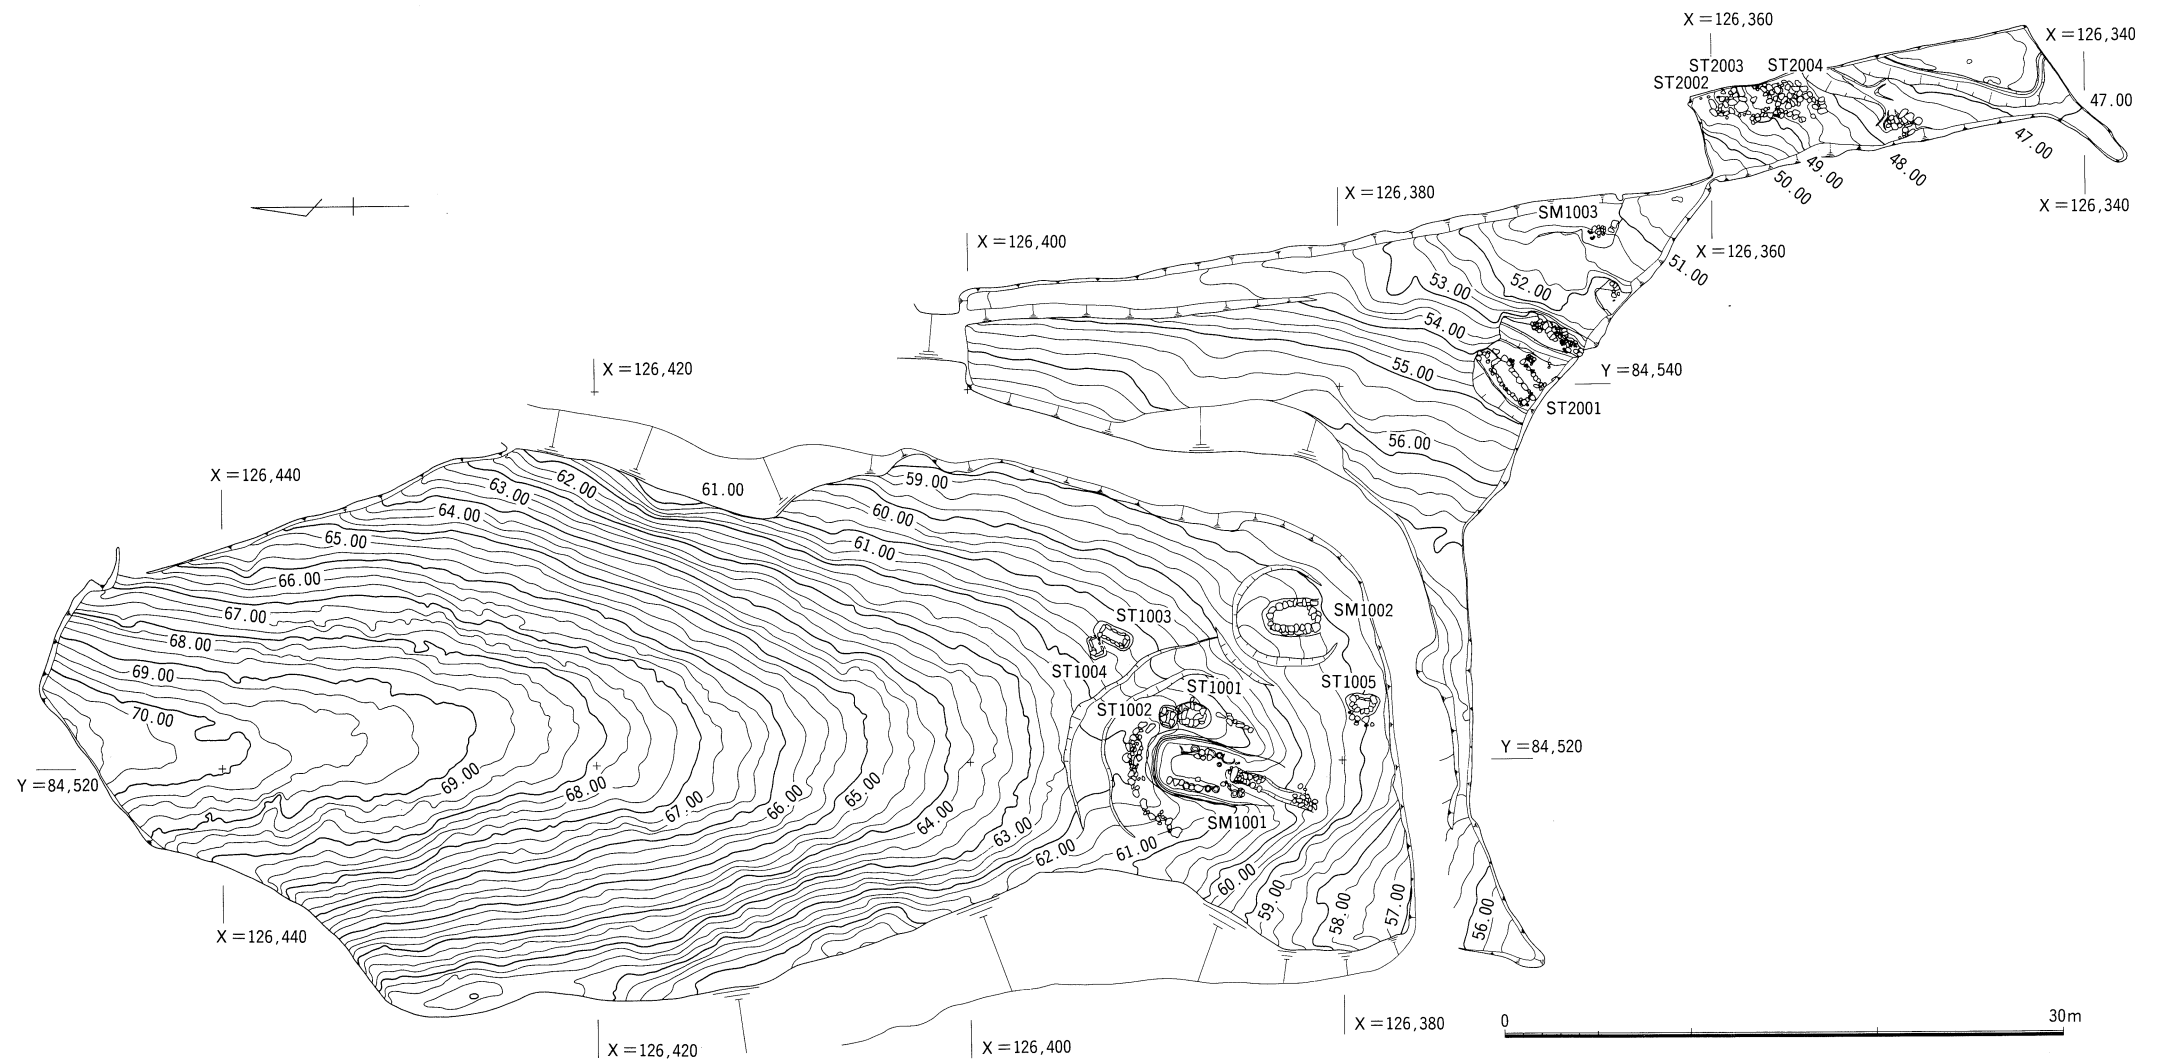 X=126,360
X=126,340
ST2003
ST2004
ST2002
47.00
47.00
49.00
48.00
50.00
X=126,380
X=126,340
SM1003
X=126,400
X=126,360
51.00
53.00
52.00
54.00
55.00
Y=84,540
X=126,420
ST2001
56.00
X=126,440
62.00
59.00
63.00
61.00
64.00
60.00
65.00
61.00
66.00
67.00
ST1003
SM1002
68.00
69.00
ST1004
ST1001
ST1005
70.00
ST1002
Y=84,520
Y=84,520
69.00
68.00
67.00
66.00
65.00
64.00
63.00
SM1001
62.00
61.00
60.00
59.00
58.00
57.00
56.00
X=126,440
X=126,380
X=126,420
X=126,400
0
30m